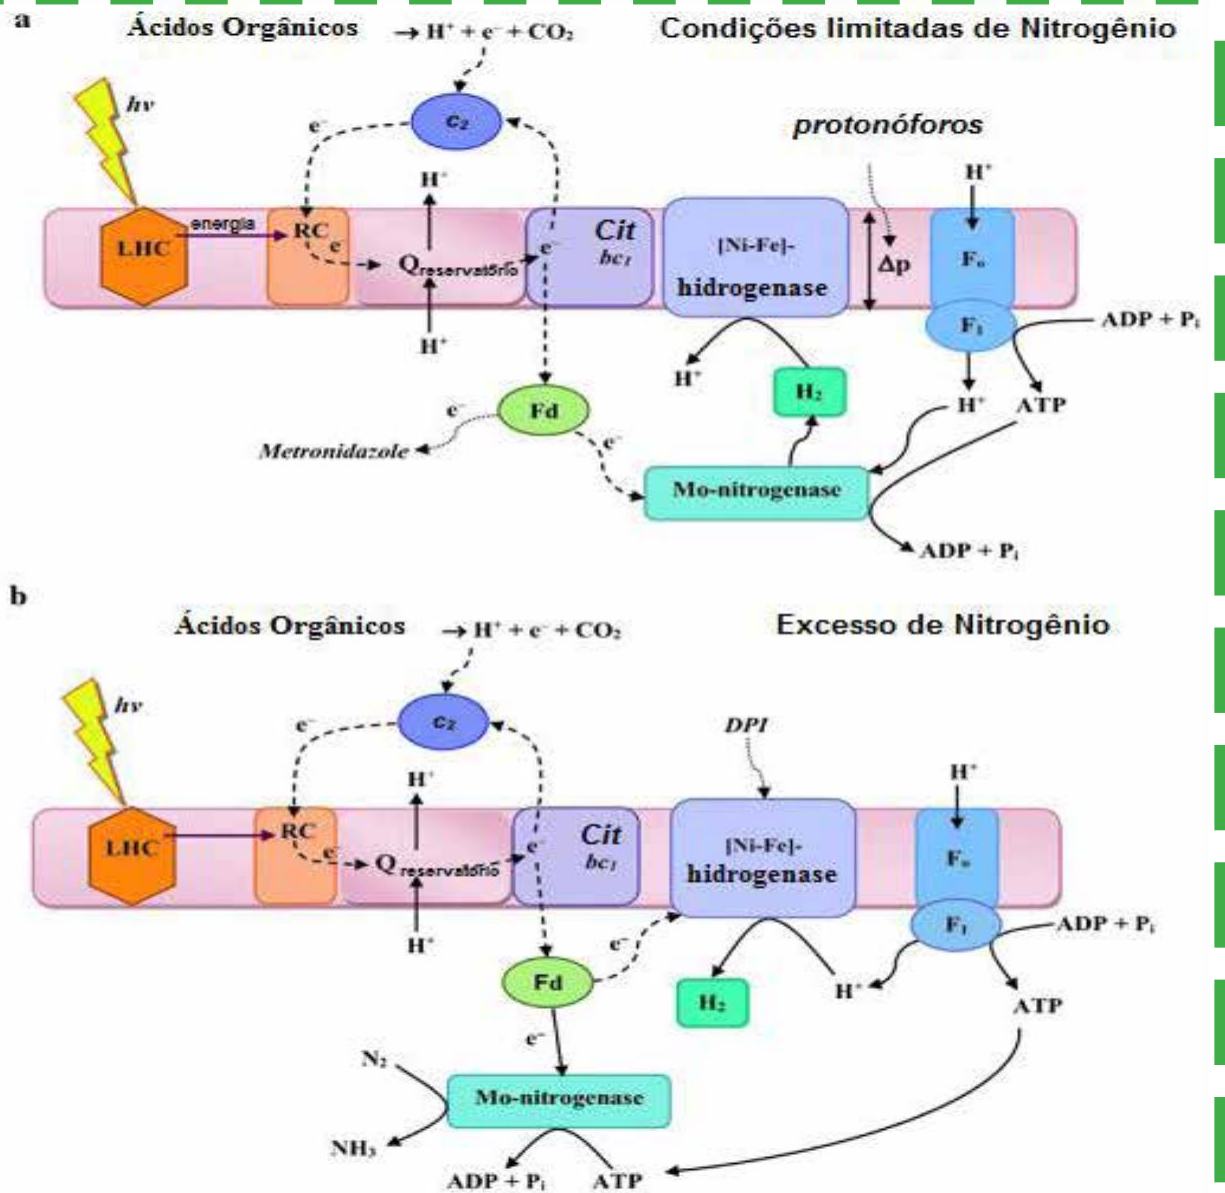 a
Ácidos Orgânicos → H⁺ + e⁻ + CO₂
Condições limitadas de Nitrogênio
hν
e⁻
c₂
protonóforos
H⁺
H⁺
LHC
energia
RC
e
Qreservatório
e⁻
Cit
bc₁
[Ni-Fe]-
hidrogenase
Δp
Fₒ
F₁
ADP + Pᵢ
H⁺
H⁺
H₂
H⁺
ATP
e⁻
Fd
e⁻
Metronidazole
Mo-nitrogenase
ADP + Pᵢ
b
Ácidos Orgânicos → H⁺ + e⁻ + CO₂
Excesso de Nitrogênio
hν
e⁻
c₂
DPI
H⁺
H⁺
LHC
RC
e⁻
Q reservatório
e⁻
Cit
bc₁
[Ni-Fe]-
hidrogenase
Fₒ
F₁
ADP + Pᵢ
H⁺
e⁻
Fd
H₂
H⁺
ATP
e⁻
N₂
Mo-nitrogenase
NH₃
ADP + Pᵢ
ATP